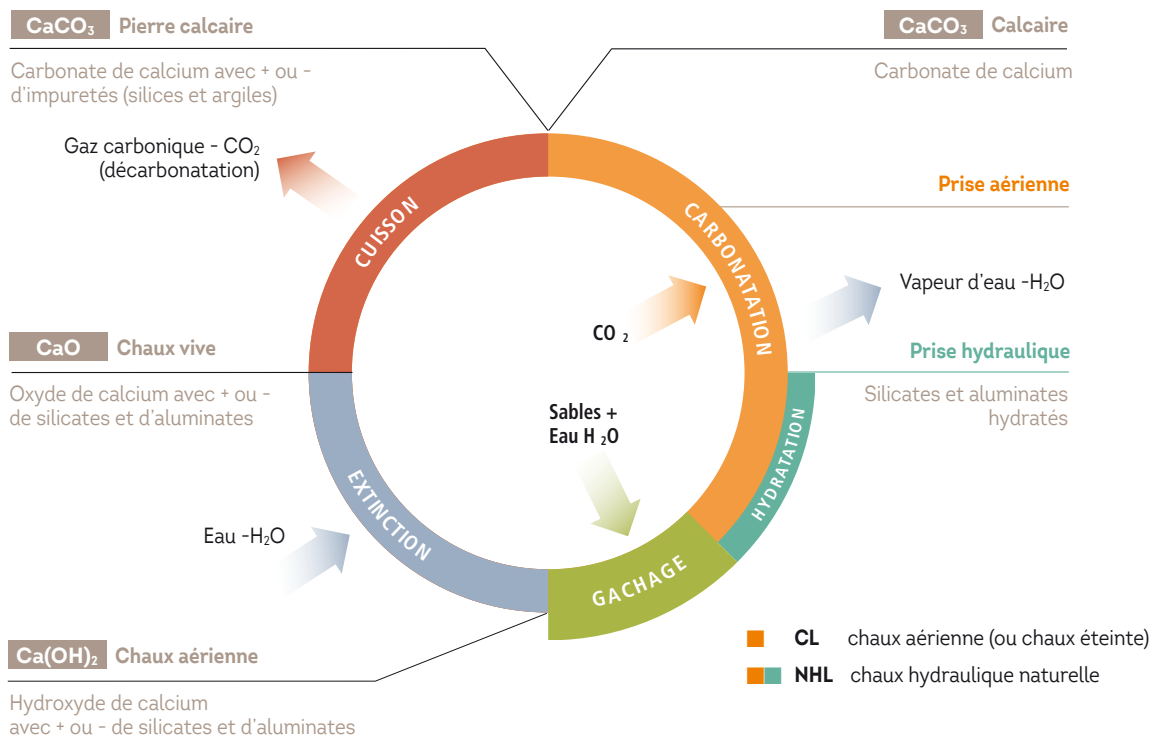 CaCO₃ Pierre calcaire
Carbonate de calcium avec + ou -
d'impuretés (silices et argiles)
CaCO₃ Calcaire
Carbonate de calcium
Gaz carbonique - CO₂
(décarbonatation)
CUISSON
CARBONATATION
Prise aérienne
Vapeur d'eau -H₂O
CO ₂
CaO Chaux vive
Oxyde de calcium avec + ou -
de silicates et d'aluminates
Prise hydraulique
Silicates et aluminates
hydratés
HYDRATATION
Sables +
Eau H ₂O
EXTINCTION
Eau -H₂O
GACHAGE
Ca(OH)₂ Chaux aérienne
Hydroxyde de calcium
avec + ou - de silicates et d'aluminates
CL chaux aérienne (ou chaux éteinte)
NHL chaux hydraulique naturelle